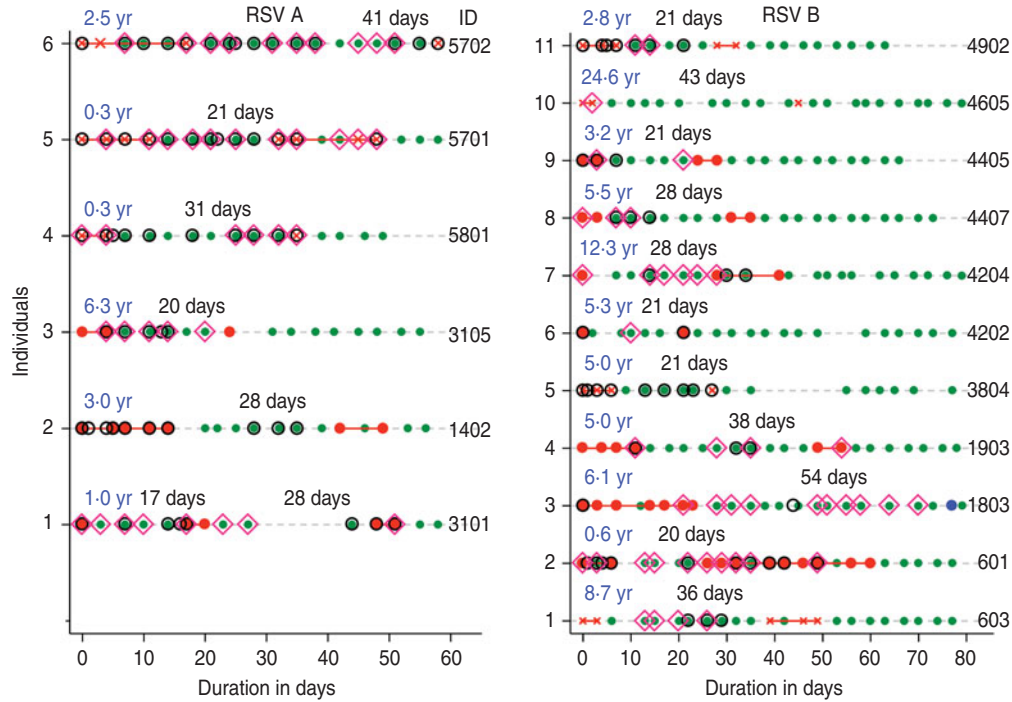 RSV A
2·5 yr 41 days ID
6 5702
0·3 yr 21 days
5 5701
0·3 yr 31 days
4 5801
6·3 yr 20 days
3 3105
3·0 yr 28 days
2 1402
1·0 yr 17 days 28 days
1 3101
Individuals
0 10 20 30 40 50 60
Duration in days
RSV B
2·8 yr 21 days
11 4902
24·6 yr 43 days
10 4605
3·2 yr 21 days
9 4405
5·5 yr 28 days
8 4407
12·3 yr 28 days
7 4204
5·3 yr 21 days
6 4202
5·0 yr 21 days
5 3804
5·0 yr 38 days
4 1903
6·1 yr 54 days
3 1803
0·6 yr 20 days
2 601
8·7 yr 36 days
1 603
0 10 20 30 40 50 60 70 80
Duration in days